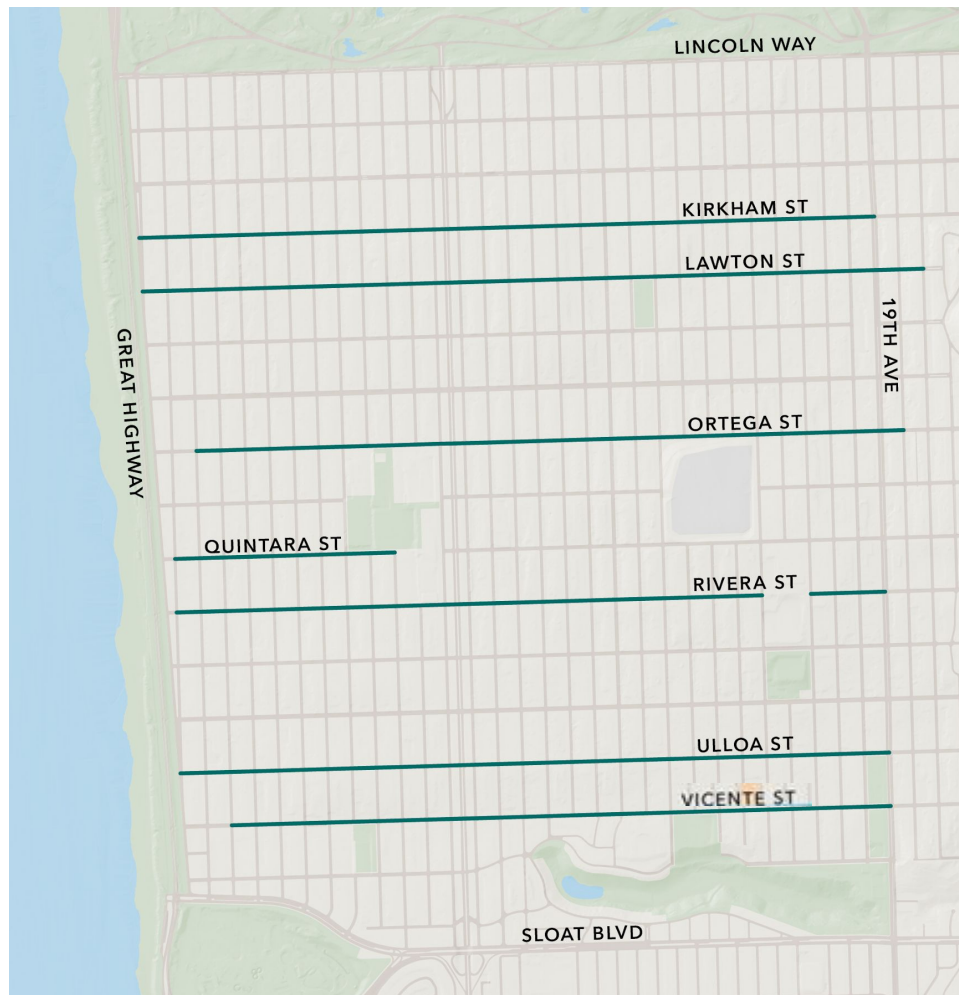 LINCOLN WAY
KIRKHAM ST
LAWTON ST
19TH AVE
GREAT HIGHWAY
ORTEGA ST
QUINTARA ST
RIVERA ST
ULLOA ST
VICENTE ST
SLOAT BLVD